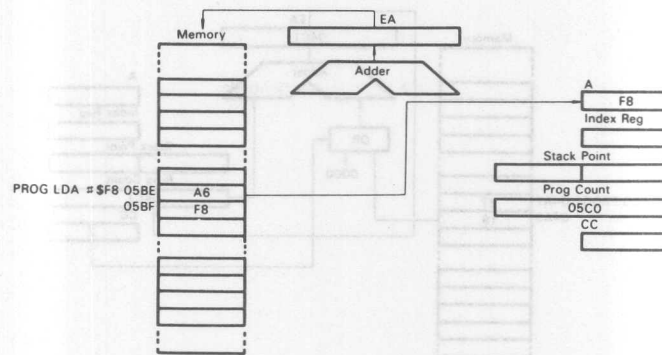 EA
Memory
Adder
A
F8
Index Reg
Stack Point
PROG LDA #$F8 05BE A6
05BF F8
Prog Count
05C0
CC